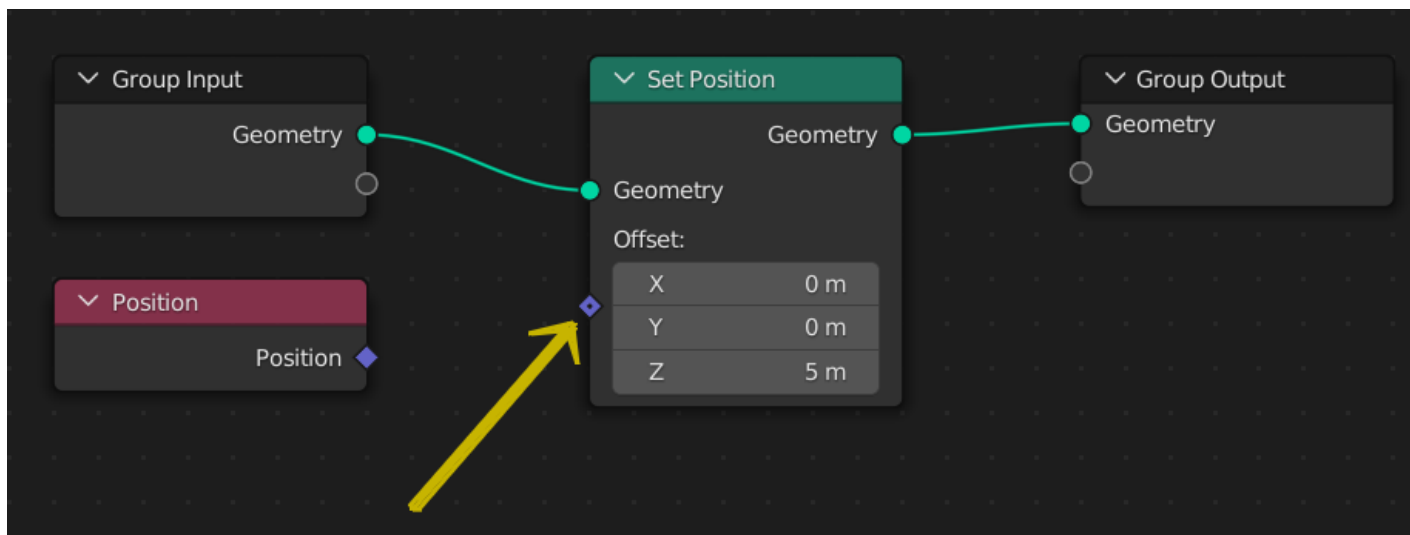 Group Input
Geometry
Position
Position
Set Position
Geometry
Geometry
Offset:
X 0 m
Y 0 m
Z 5 m
Group Output
Geometry